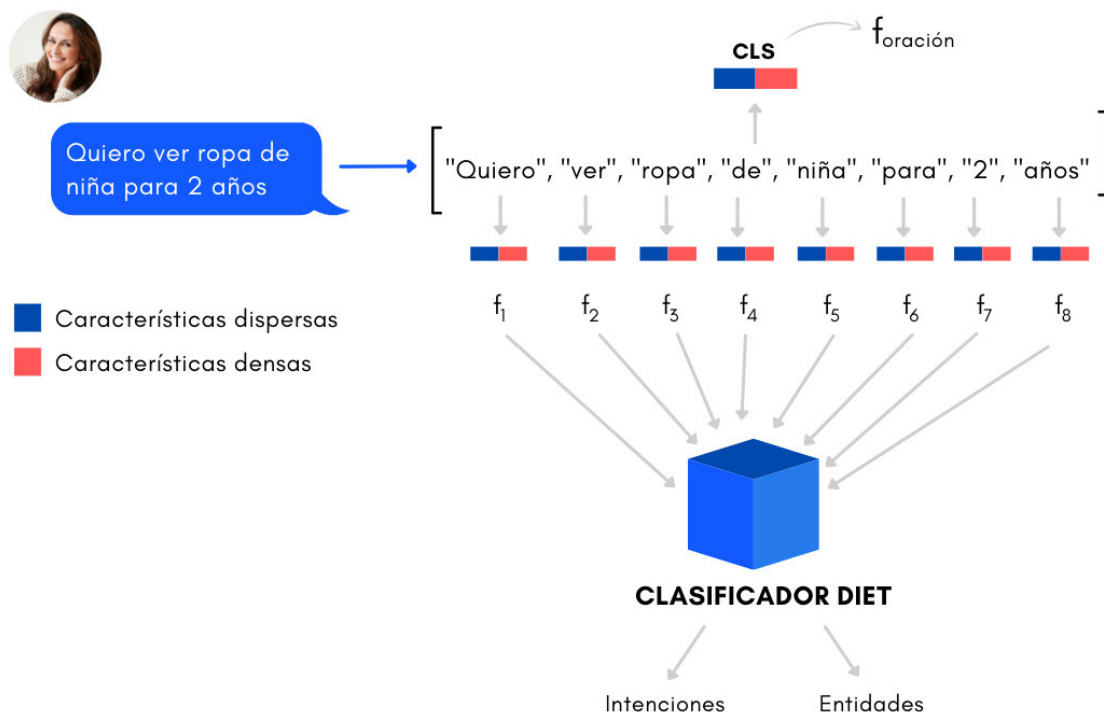 CLS
f oración
Quiero ver ropa de
niña para 2 años
["Quiero", "ver", "ropa", "de", "niña", "para", "2", "años"]
f1 f2 f3 f4 f5 f6 f7 f8
Características dispersas
Características densas
CLASIFICADOR DIET
Intenciones Entidades